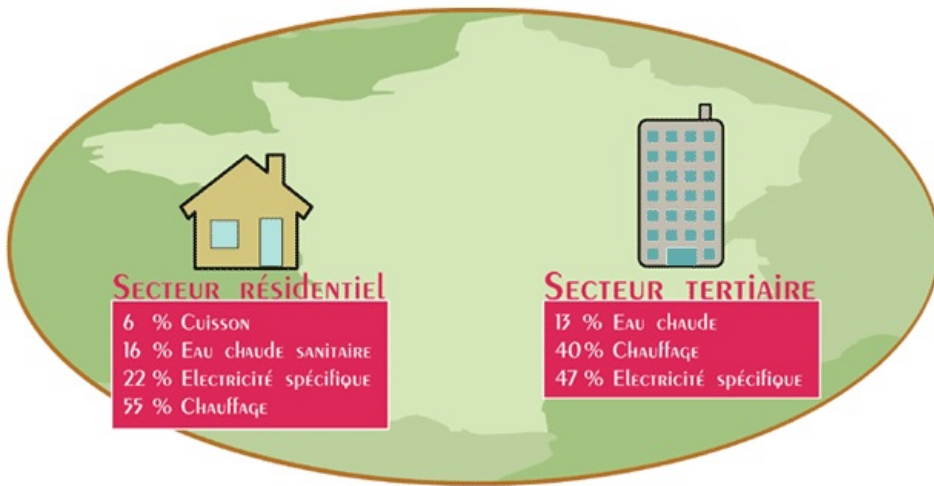 Secteur résidentiel
6 % Cuisson
16 % Eau chaude sanitaire
22 % Electricité spécifique
55 % Chauffage
Secteur tertiaire
13 % Eau chaude
40% Chauffage
47% Electricité spécifique